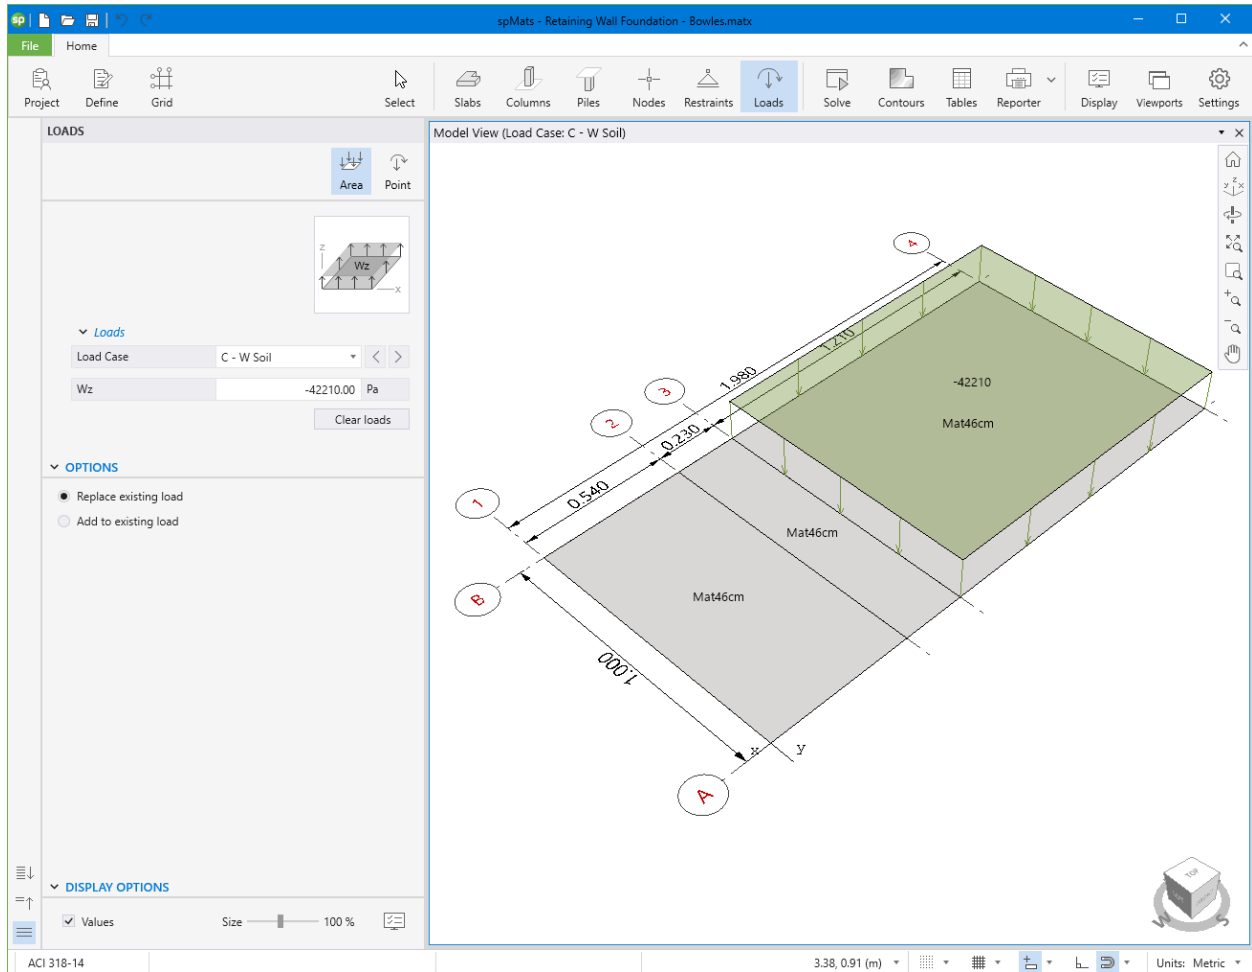 sp
spMats - Retaining Wall Foundation - Bowles.matx
File Home
Project Define Grid Select Slabs Columns Piles Nodes Restraints Loads Solve Contours Tables Reporter Display Viewports Settings
LOADS
Area Point
z
Wz
x
Loads
Load Case C - W Soil
Wz -42210.00 Pa
Clear loads
OPTIONS
Replace existing load
Add to existing load
DISPLAY OPTIONS
Values Size 100 %
Model View (Load Case: C - W Soil)
y z x
4
1.210
1.980
3
-42210
2
0.230
Mat46cm
1
0.540
Mat46cm
B
Mat46cm
1.000
x y
A
TOP
W S
ACI 318-14
3.38, 0.91 (m)
Units: Metric